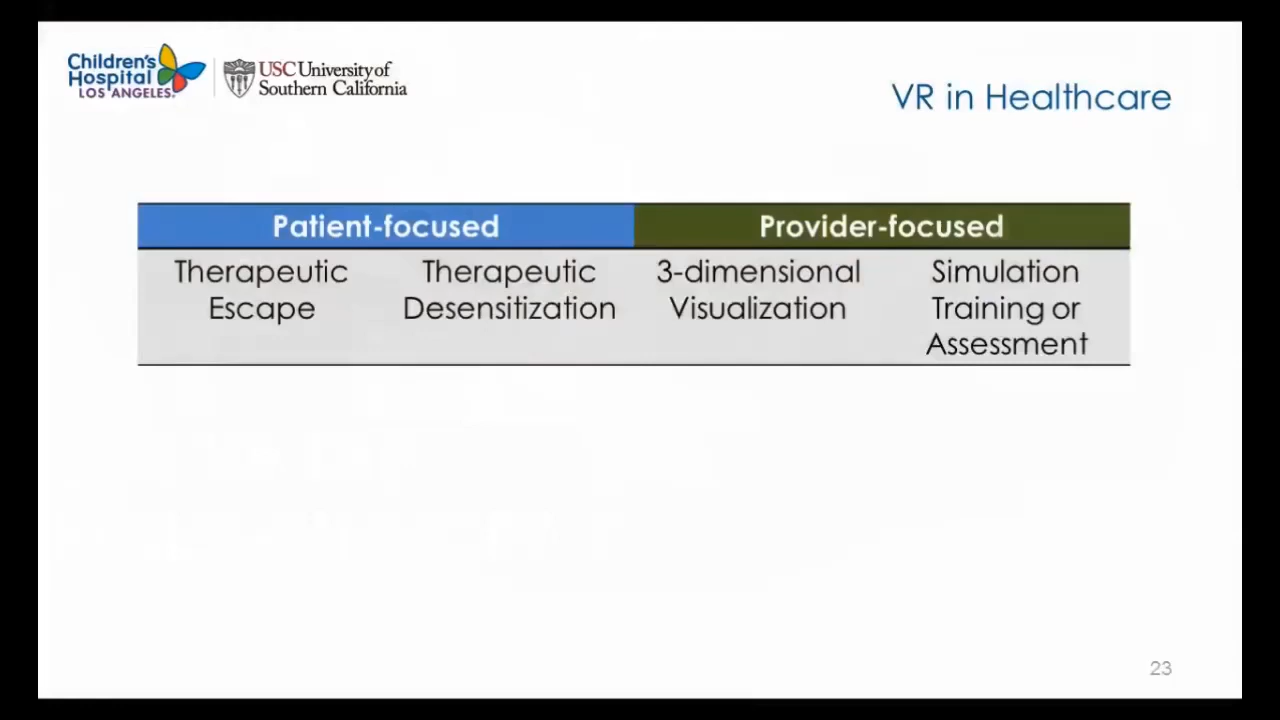 Children's
Hospital
LOS ANGELES.
USC University of
Southern California
VR in Healthcare
Patient-focused
Provider-focused
Therapeutic
Escape
Therapeutic
Desensitization
3-dimensional
Visualization
Simulation
Training or
Assessment
23